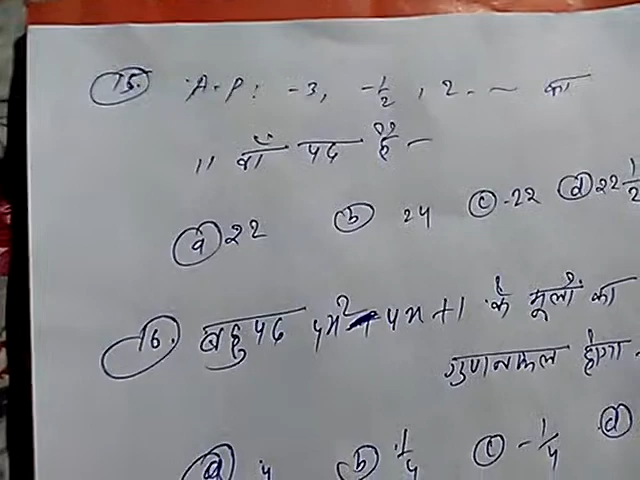 15. A.P: -3, -1/2, 2.-- का
11 वाँ पद है -
(a) 22 (b) 24 (c) -22 (d) 22 1/2
16. बहुपद 4x² - 4x + 1 के मूलों का
गुणनफल होगा -
(a) 4 (b) 1/4 (c) -1/4 (d)